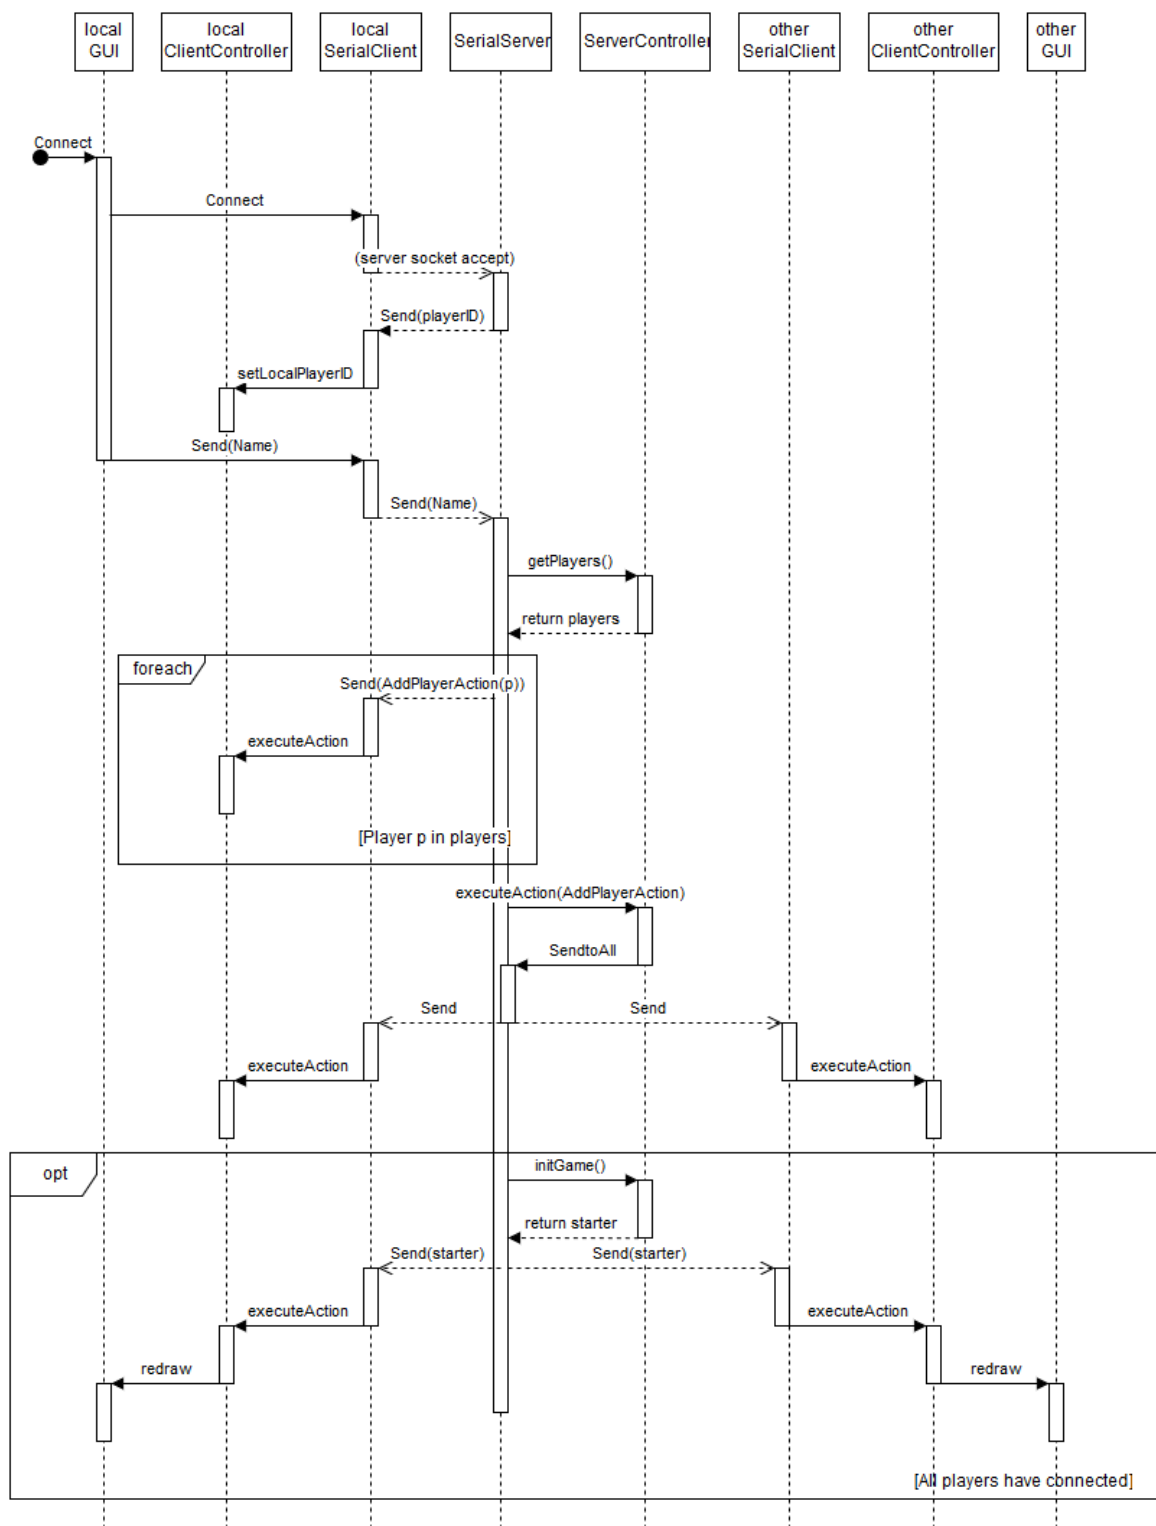 local
GUI
local
ClientController
local
SerialClient
SerialServer
ServerController
other
SerialClient
other
ClientController
other
GUI
Connect
Connect
(server socket accept)
Send(playerID)
setLocalPlayerID
Send(Name)
Send(Name)
getPlayers()
return players
foreach
Send(AddPlayerAction(p))
executeAction
[Player p in players]
executeAction(AddPlayerAction)
SendtoAll
Send
Send
executeAction
executeAction
opt
initGame()
return starter
Send(starter)
Send(starter)
executeAction
executeAction
redraw
redraw
[All players have connected]